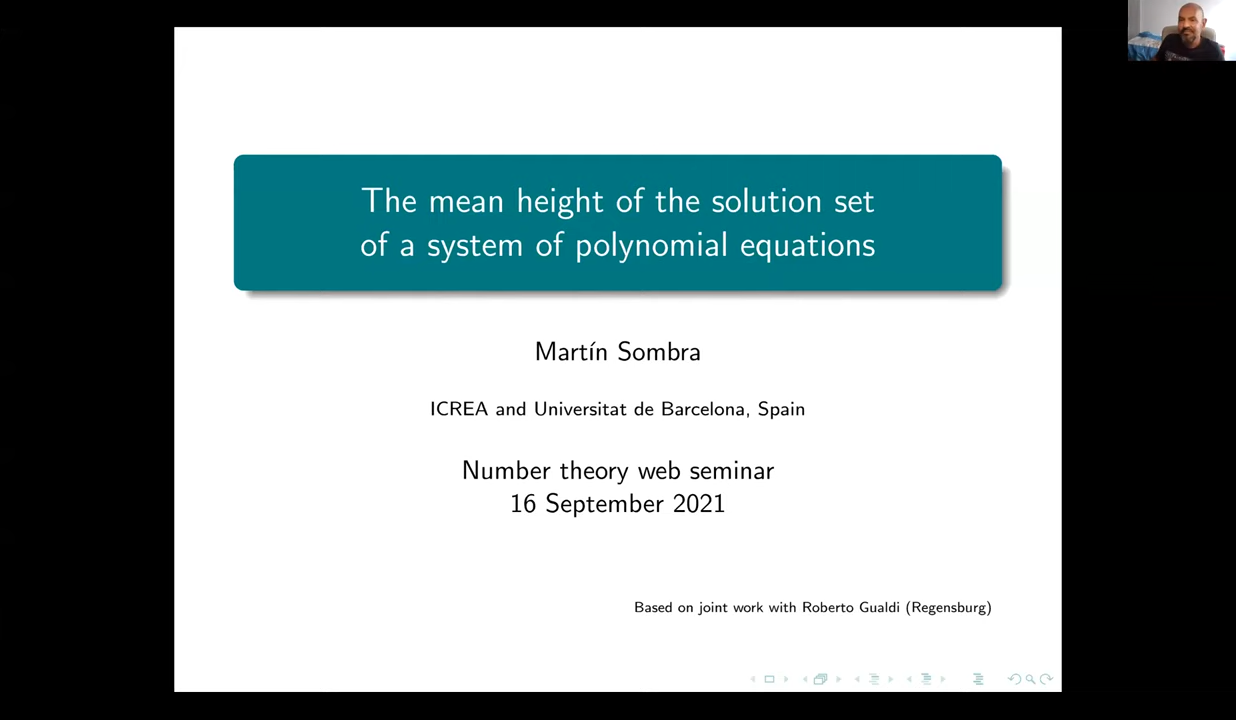 The mean height of the solution set
of a system of polynomial equations
Martín Sombra
ICREA and Universitat de Barcelona, Spain
Number theory web seminar
16 September 2021
Based on joint work with Roberto Gualdi (Regensburg)